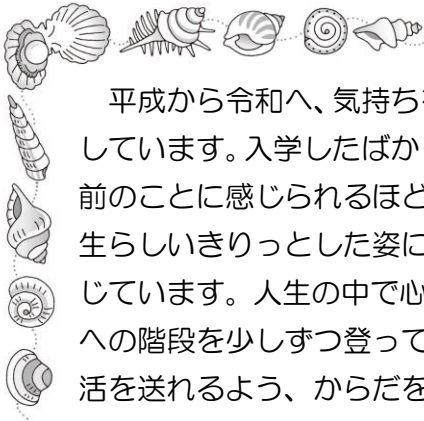 平成から令和へ、気持ち
しています。入学したばか
前のことに感じられるほど
生らしいきりっとした姿に
じています。人生の中で心
への階段を少しずつ登って
活を送れるよう、からだを